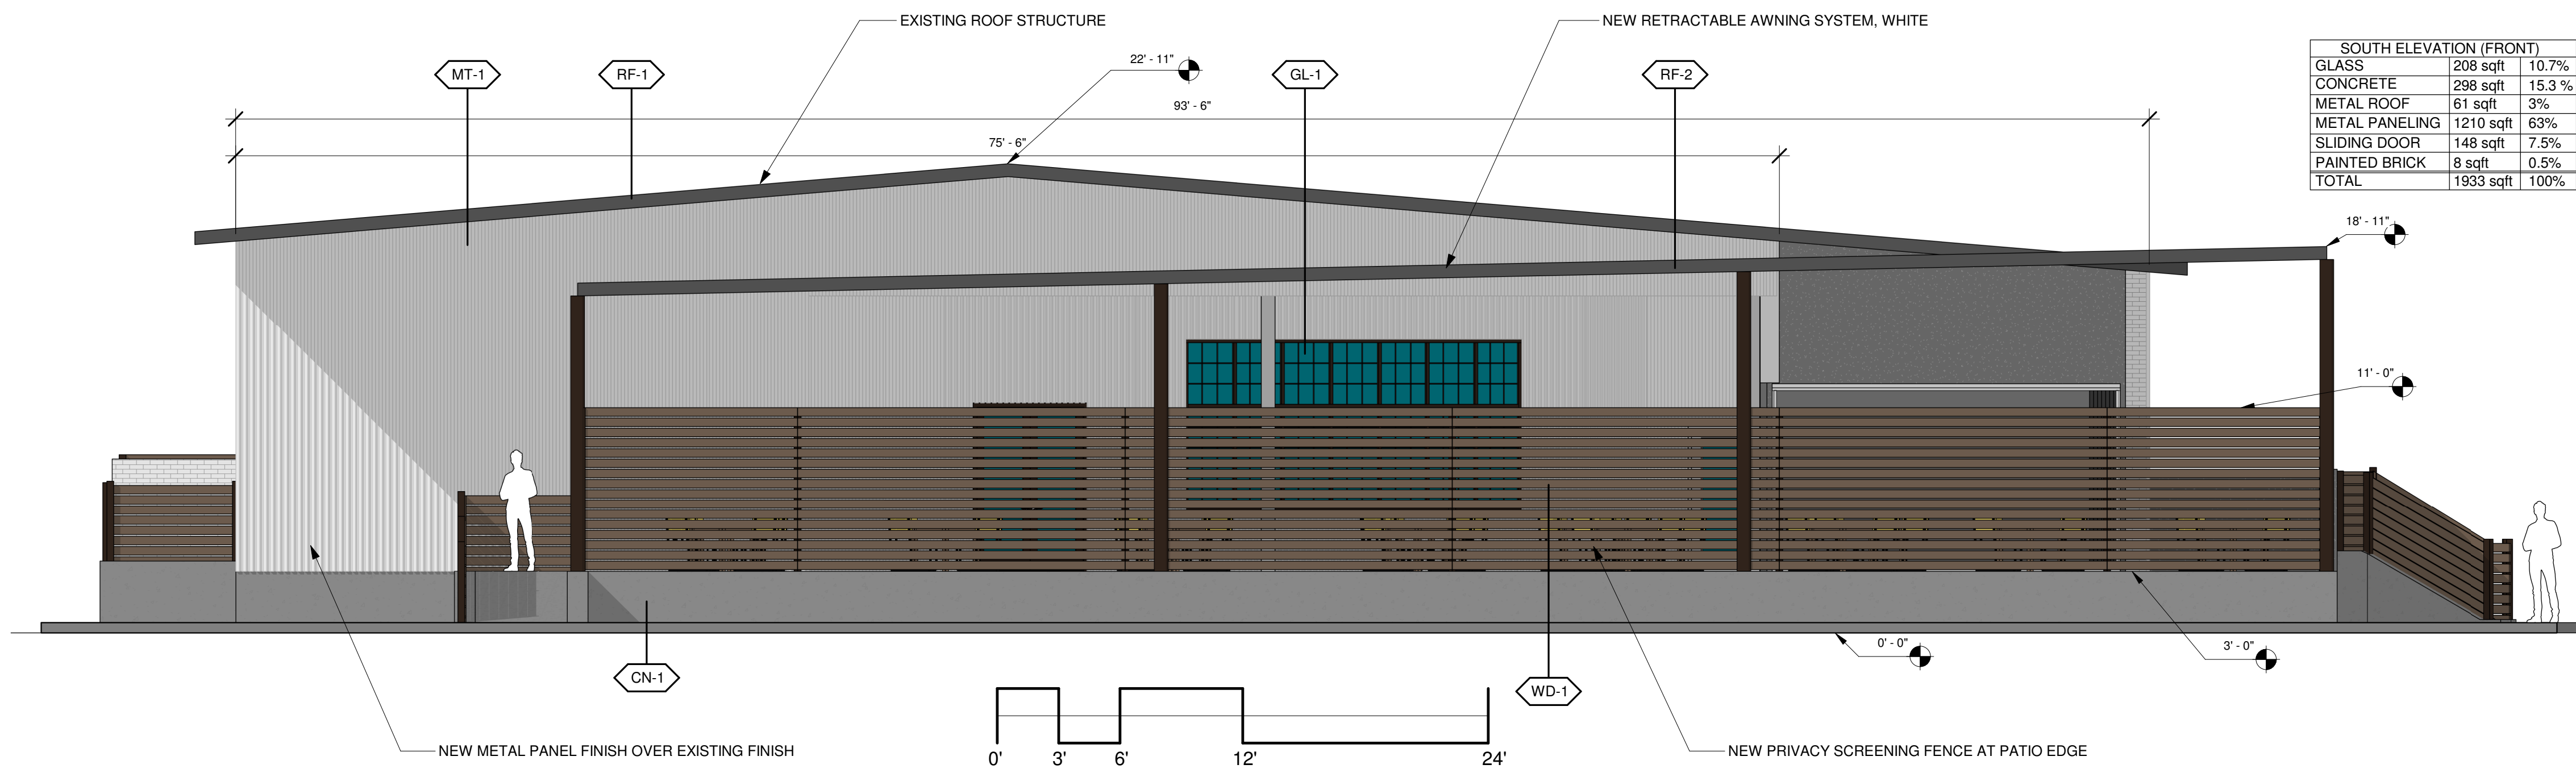 EXISTING ROOF STRUCTURE
NEW RETRACTABLE AWNING SYSTEM, WHITE
MT-1
RF-1
22' - 11"
GL-1
RF-2
93' - 6"
75' - 6"
SOUTH ELEVATION (FRONT)
GLASS 208 sqft 10.7%
CONCRETE 298 sqft 15.3 %
METAL ROOF 61 sqft 3%
METAL PANELING 1210 sqft 63%
SLIDING DOOR 148 sqft 7.5%
PAINTED BRICK 8 sqft 0.5%
TOTAL 1933 sqft 100%
18' - 11"
11' - 0"
0' - 0"
3' - 0"
CN-1
WD-1
0' 3' 6' 12' 24'
NEW METAL PANEL FINISH OVER EXISTING FINISH
NEW PRIVACY SCREENING FENCE AT PATIO EDGE